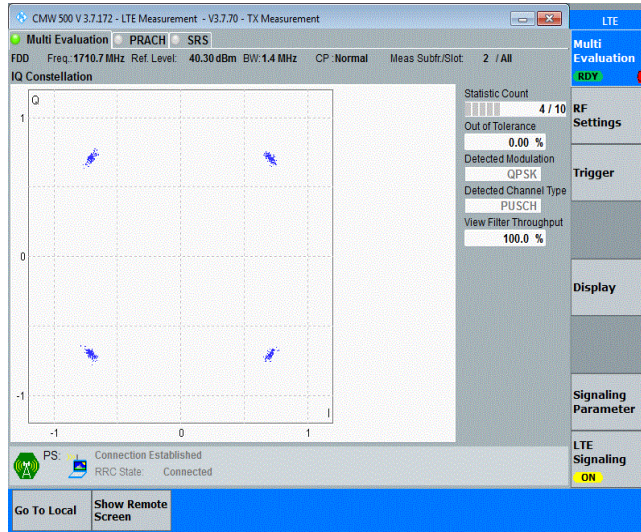 CMW 500 V 3.7.172 - LTE Measurement - V3.7.70 - TX Measurement
LTE
Multi Evaluation PRACH SRS
Multi
Evaluation
RDY
FDD Freq.:1710.7 MHz Ref. Level: 40.30 dBm BW:1.4 MHz CP :Normal Meas Subfr./Slot: 2 / All
IQ Constellation
Q
1
0
-1
-1 0 1
I
Statistic Count
4 / 10
Out of Tolerance
0.00 %
Detected Modulation
QPSK
Detected Channel Type
PUSCH
View Filter Throughput
100.0 %
RF
Settings
Trigger
Display
Signaling
Parameter
LTE
Signaling
ON
PS: Connection Established
RRC State: Connected
Go To Local
Show Remote
Screen